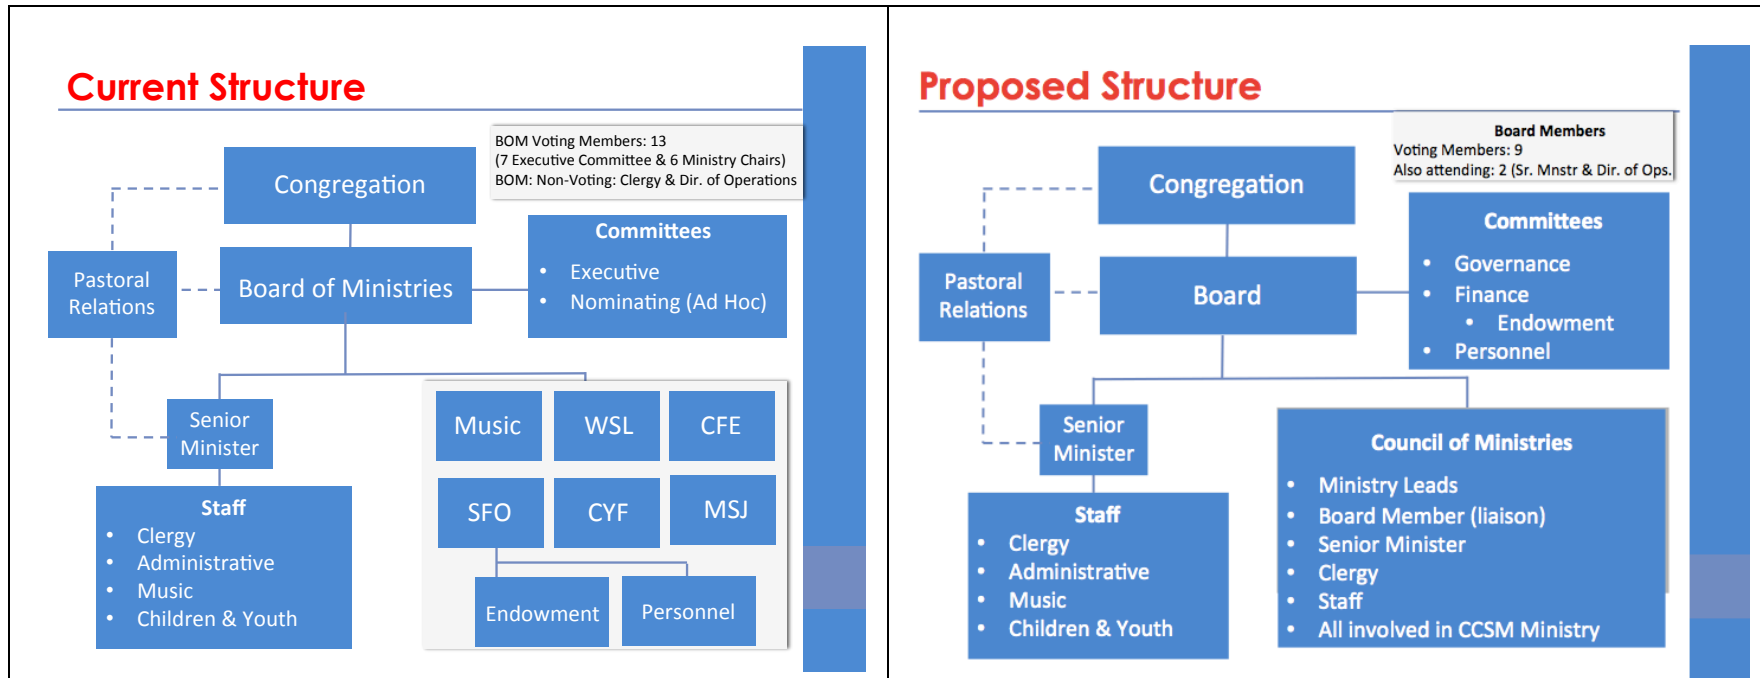 Current Structure
BOM Voting Members: 13
(7 Executive Committee & 6 Ministry Chairs)
BOM: Non-Voting: Clergy & Dir. of Operations
Congregation
Committees
• Executive
• Nominating (Ad Hoc)
Pastoral
Relations
Board of Ministries
Senior
Minister
Music
WSL
CFE
SFO
CYF
MSJ
Staff
• Clergy
• Administrative
• Music
• Children & Youth
Endowment
Personnel
Proposed Structure
Board Members
Voting Members: 9
Also attending: 2 (Sr. Mnstr & Dir. of Ops.
Congregation
Committees
• Governance
• Finance
• Endowment
• Personnel
Pastoral
Relations
Board
Senior
Minister
Council of Ministries
• Ministry Leads
• Board Member (liaison)
• Senior Minister
• Clergy
• Staff
• All involved in CCSM Ministry
Staff
• Clergy
• Administrative
• Music
• Children & Youth